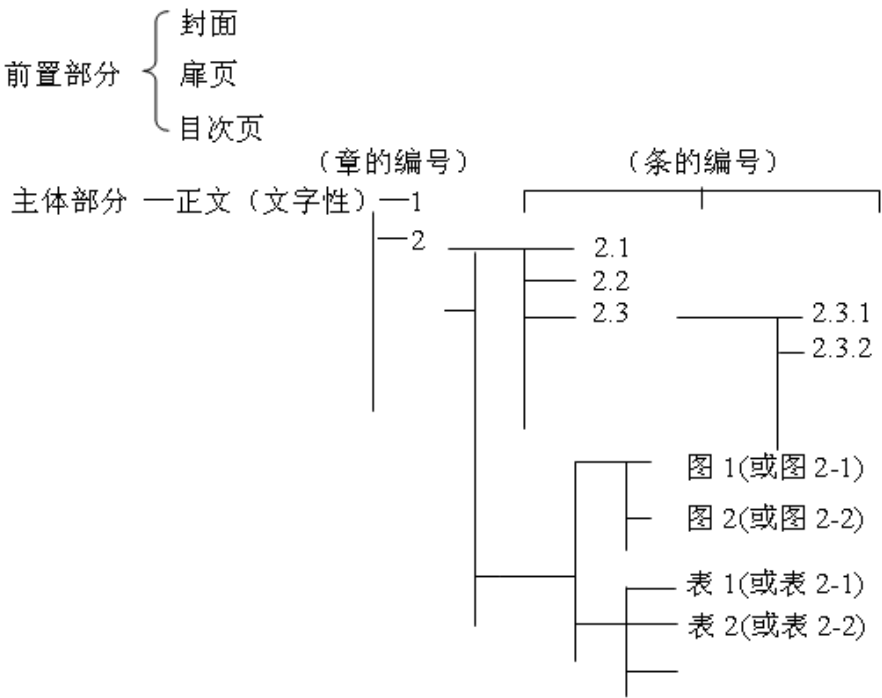 封面
前置部分
扉页
目次页
(章的编号) (条的编号)
主体部分 —正文(文字性)—1
—2
2.1
2.2
2.3
2.3.1
2.3.2
图 1(或图 2-1)
图 2(或图 2-2)
表 1(或表 2-1)
表 2(或表 2-2)